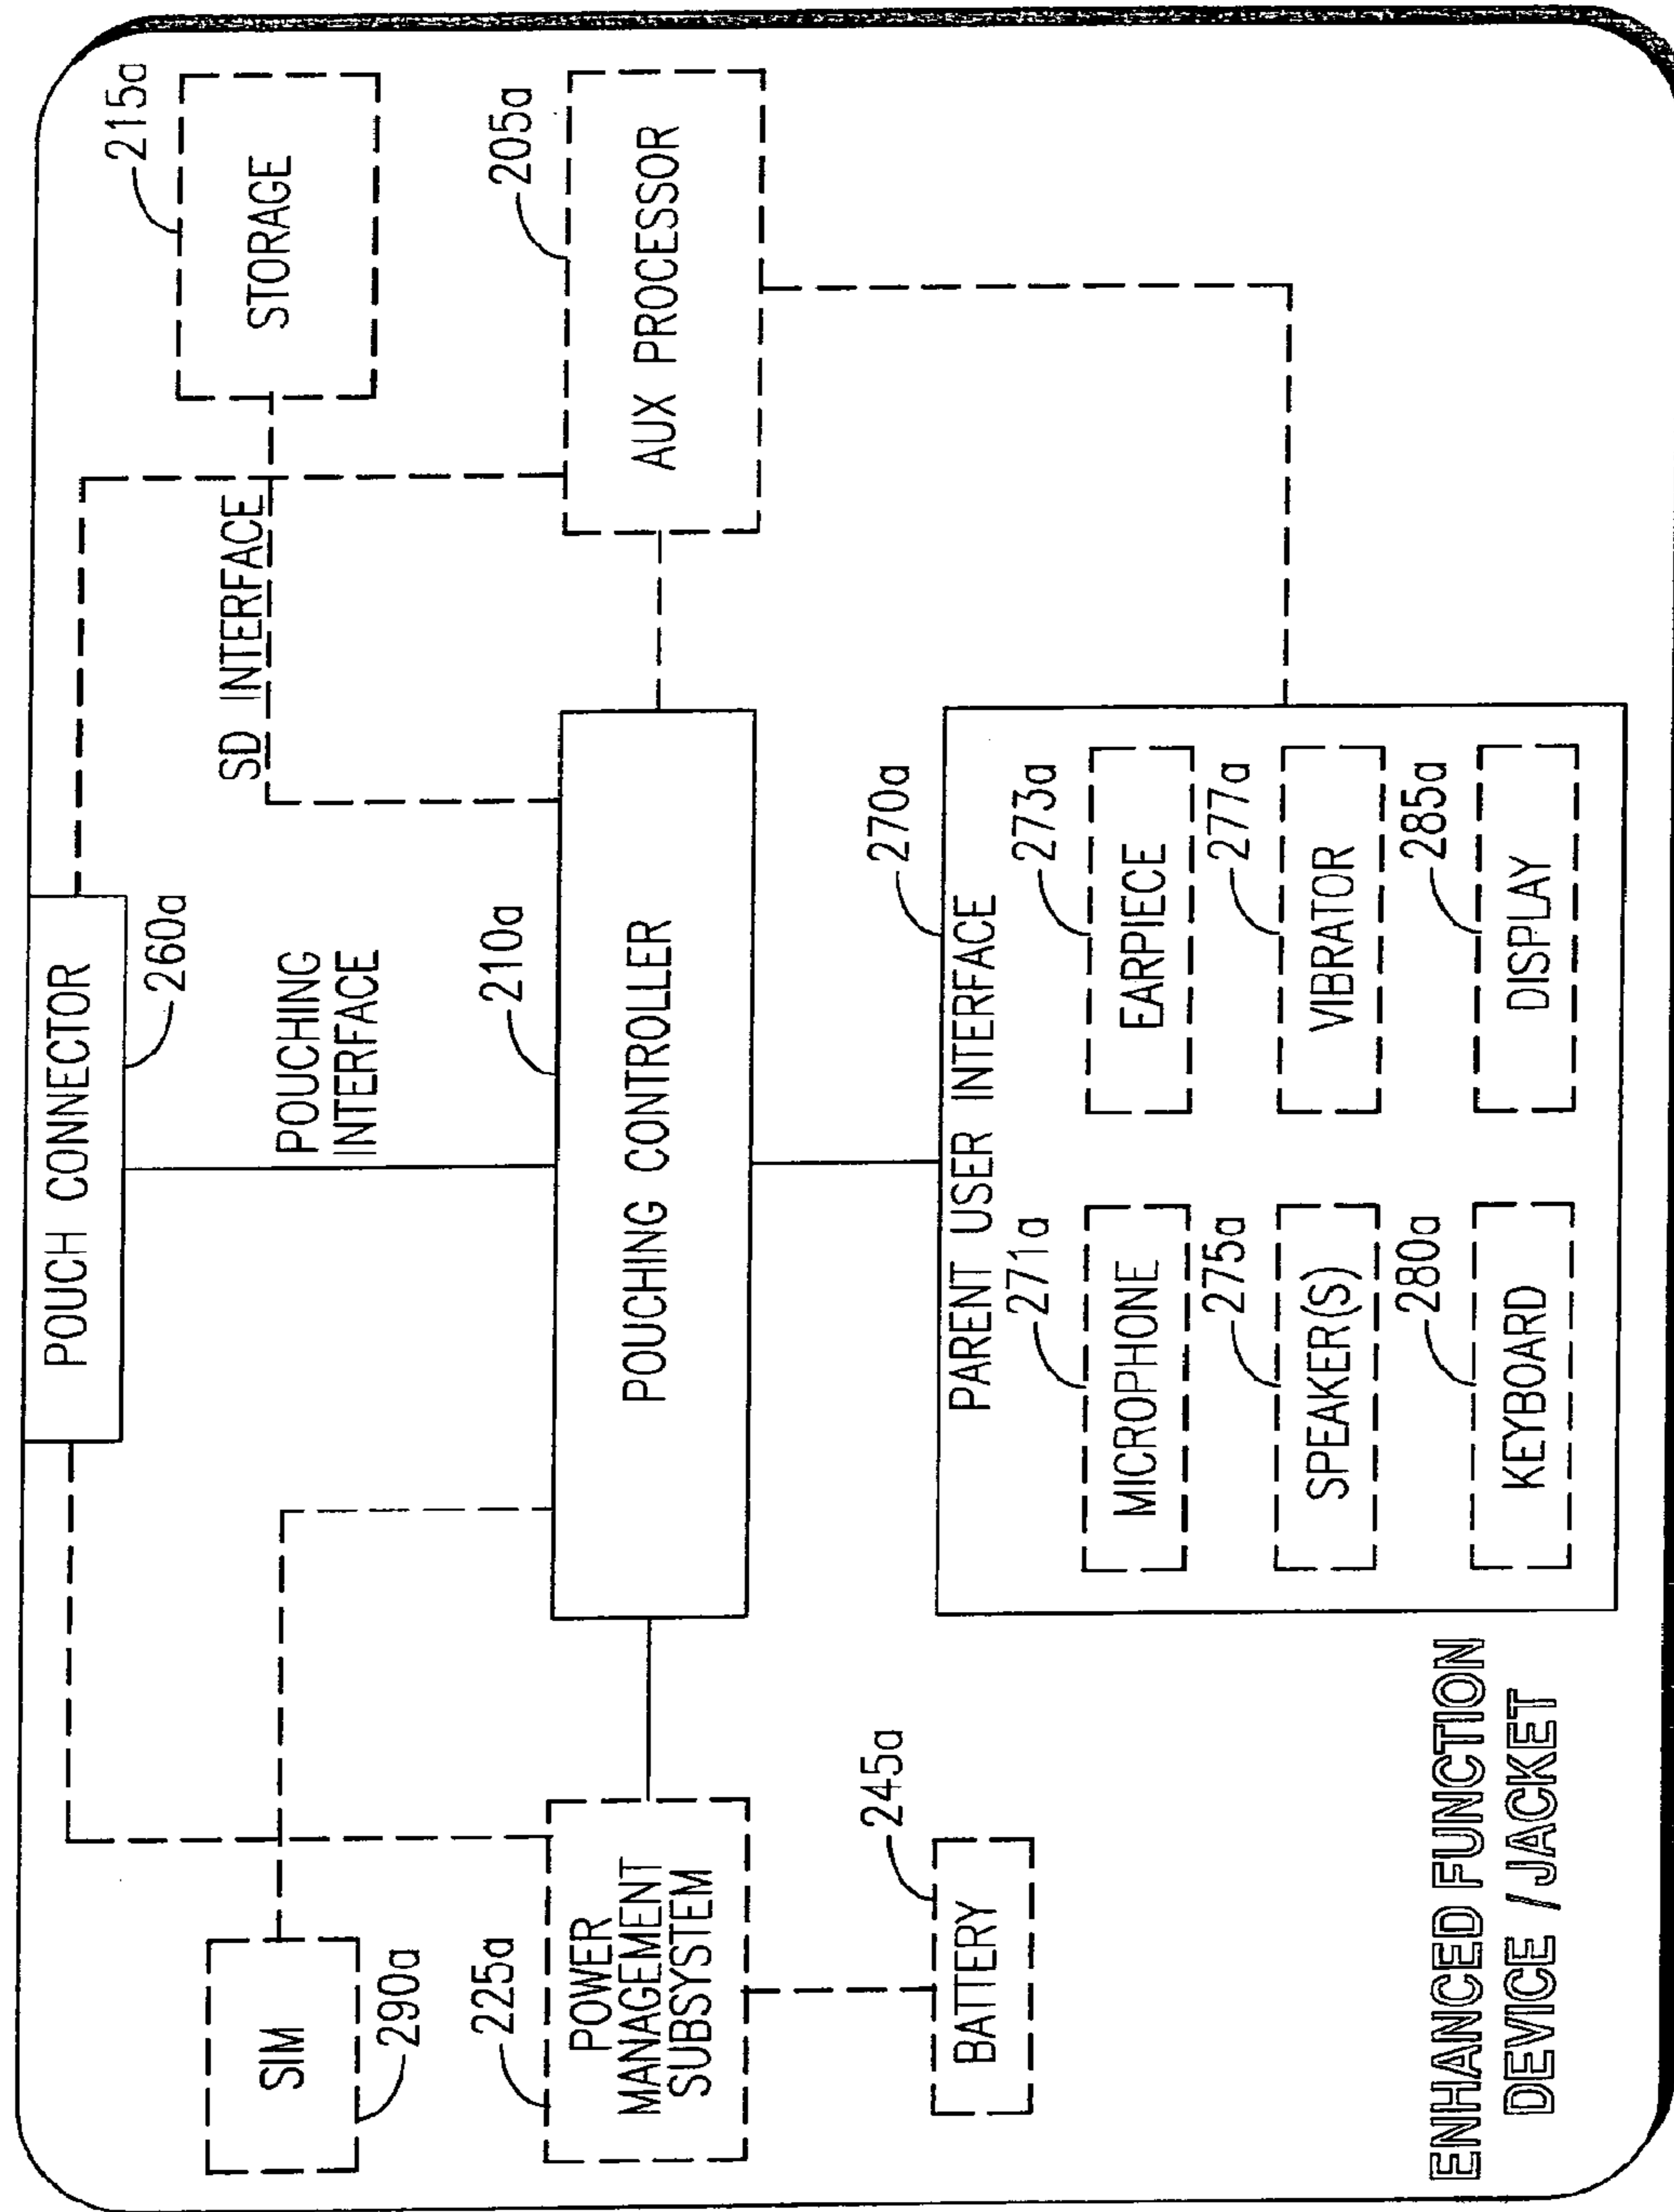 POUCH CONNECTOR
260a
215a
STORAGE
SIM
290a
SD INTERFACE
POUCHING
INTERFACE
225a
POWER
MANAGEMENT
SUBSYSTEM
210a
POUCHING CONTROLLER
205a
AUX PROCESSOR
245a
BATTERY
270a
PARENT USER INTERFACE
271a
MICROPHONE
273a
EARPIECE
275a
SPEAKER(S)
277a
VIBRATOR
280a
KEYBOARD
285a
DISPLAY
ENHANCED FUNCTION
DEVICE / JACKET